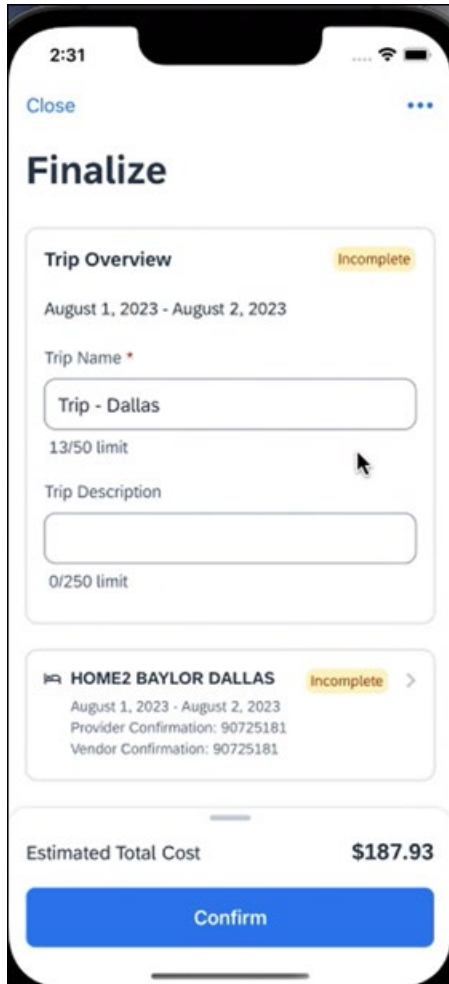 2:31
Close
Finalize
Trip Overview
Incomplete
August 1, 2023 - August 2, 2023
Trip Name *
Trip - Dallas
13/50 limit
Trip Description
0/250 limit
HOME2 BAYLOR DALLAS
Incomplete
August 1, 2023 - August 2, 2023
Provider Confirmation: 90725181
Vendor Confirmation: 90725181
Estimated Total Cost
$187.93
Confirm